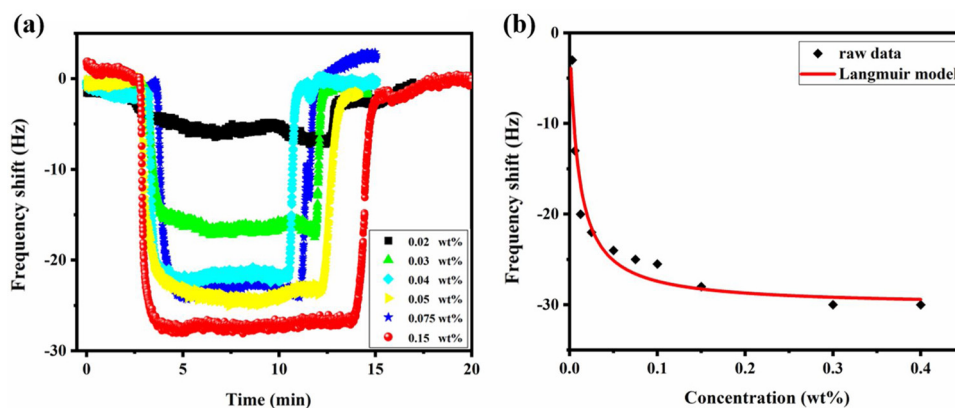 (a)
Frequency shift (Hz)
0
-10
-20
-30
0
5
10
15
20
Time (min)
0.02 wt%
0.03 wt%
0.04 wt%
0.05 wt%
0.075 wt%
0.15 wt%
(b)
Frequency shift (Hz)
0
-10
-20
-30
0.0
0.1
0.2
0.3
0.4
Concentration (wt%)
raw data
Langmuir model